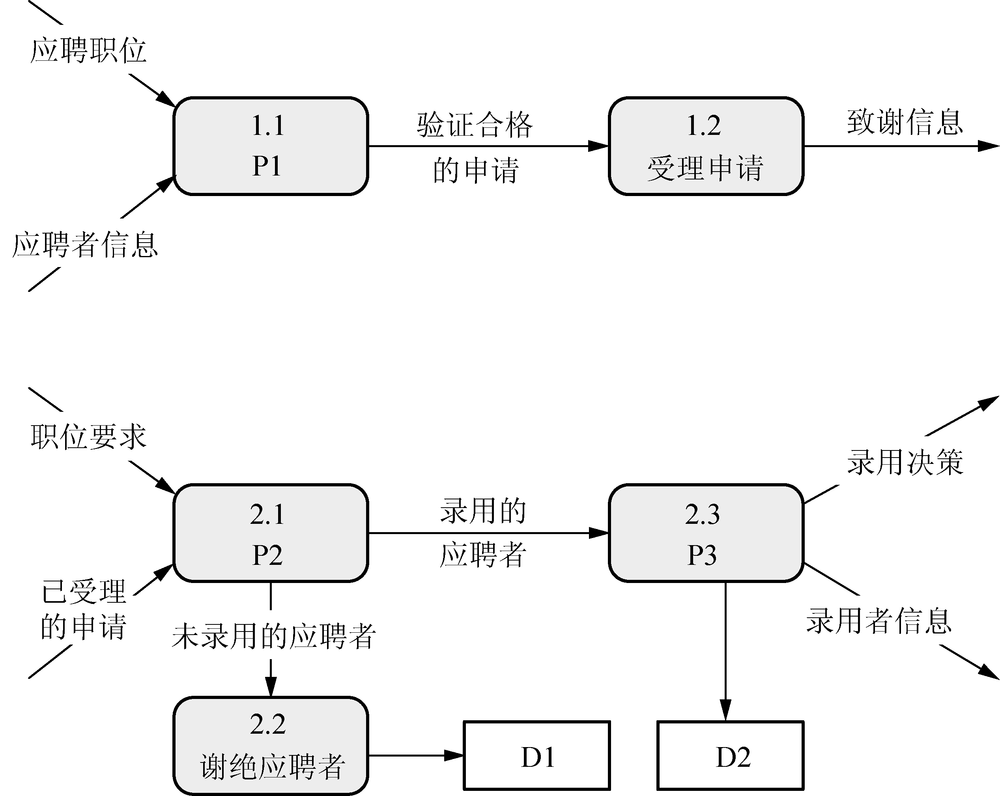 应聘职位
1.1
P1
验证合格
的申请
1.2
受理申请
致谢信息
应聘者信息
职位要求
2.1
P2
录用的
应聘者
2.3
P3
录用决策
已受理
的申请
未录用的应聘者
录用者信息
2.2
谢绝应聘者
D1
D2